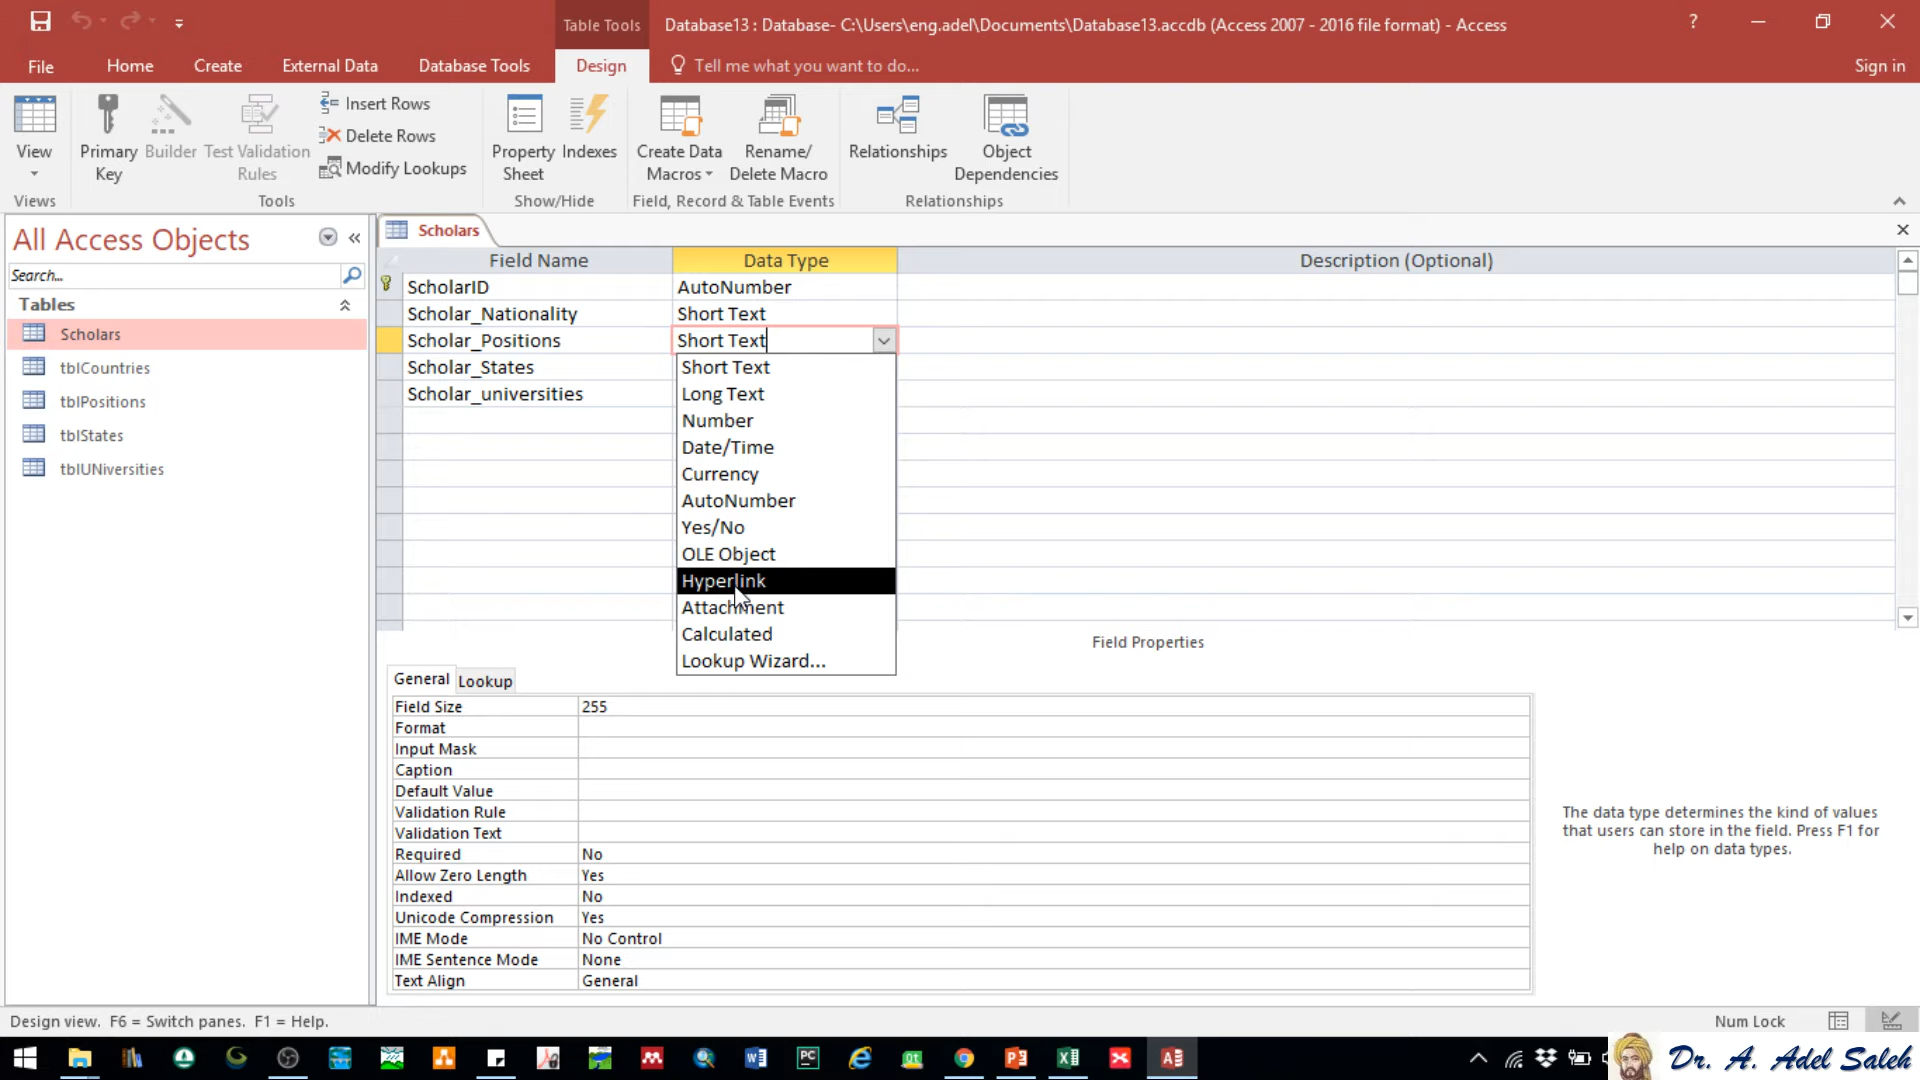 Table Tools
Database13 : Database- C:\Users\eng.adel\Documents\Database13.accdb (Access 2007 - 2016 file format) - Access
?
File
Home
Create
External Data
Database Tools
Design
Tell me what you want to do...
Sign in
View
Primary Key
Builder
Test Validation Rules
Insert Rows
Delete Rows
Modify Lookups
Property Sheet
Indexes
Create Data Macros
Rename/ Delete Macro
Relationships
Object Dependencies
Views
Tools
Show/Hide
Field, Record & Table Events
Relationships
All Access Objects
Search...
Tables
Scholars
tblCountries
tblPositions
tblStates
tblUNiversities
Scholars
Field Name
Data Type
Description (Optional)
ScholarID
AutoNumber
Scholar_Nationality
Short Text
Scholar_Positions
Short Text
Scholar_States
Scholar_universities
Short Text
Long Text
Number
Date/Time
Currency
AutoNumber
Yes/No
OLE Object
Hyperlink
Attachment
Calculated
Lookup Wizard...
Field Properties
General
Lookup
Field Size 255
Format
Input Mask
Caption
Default Value
Validation Rule
Validation Text
Required No
Allow Zero Length Yes
Indexed No
Unicode Compression Yes
IME Mode No Control
IME Sentence Mode None
Text Align General
The data type determines the kind of values
that users can store in the field. Press F1 for
help on data types.
Design view. F6 = Switch panes. F1 = Help.
Num Lock
Dr. A. Adel Saleh